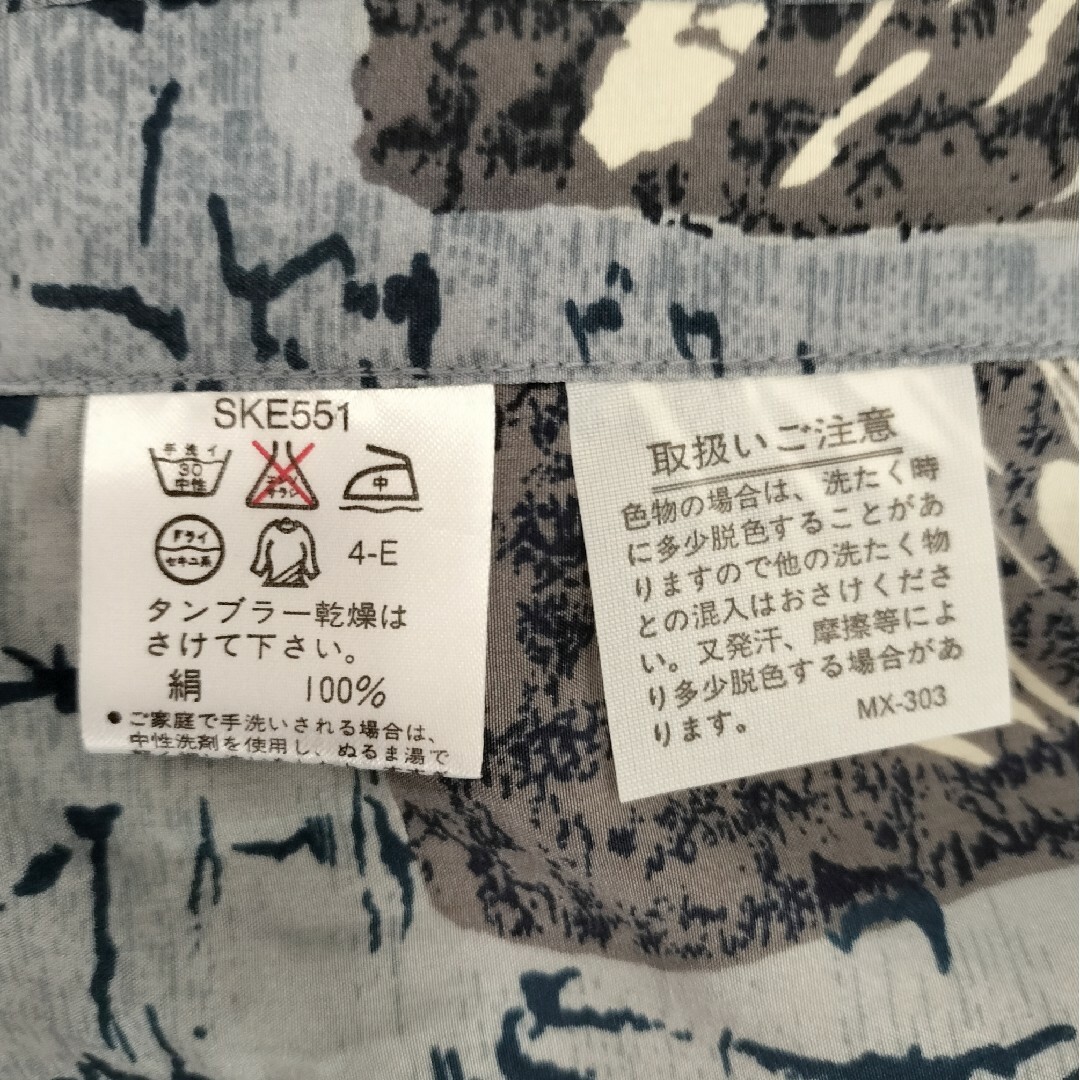 SKE551
手洗イ
30
中性
中
ドライ
セキユ系
4-E
タンブラー乾燥は
さけて下さい。
絹 100%
●ご家庭で手洗いされる場合は、
中性洗剤を使用し、ぬるま湯で
取扱いご注意
色物の場合は、洗たく時
に多少脱色することがあ
りますので他の洗たく物
との混入はおさけくださ
い。又発汗、摩擦等によ
り多少脱色する場合があ
ります。
MX-303